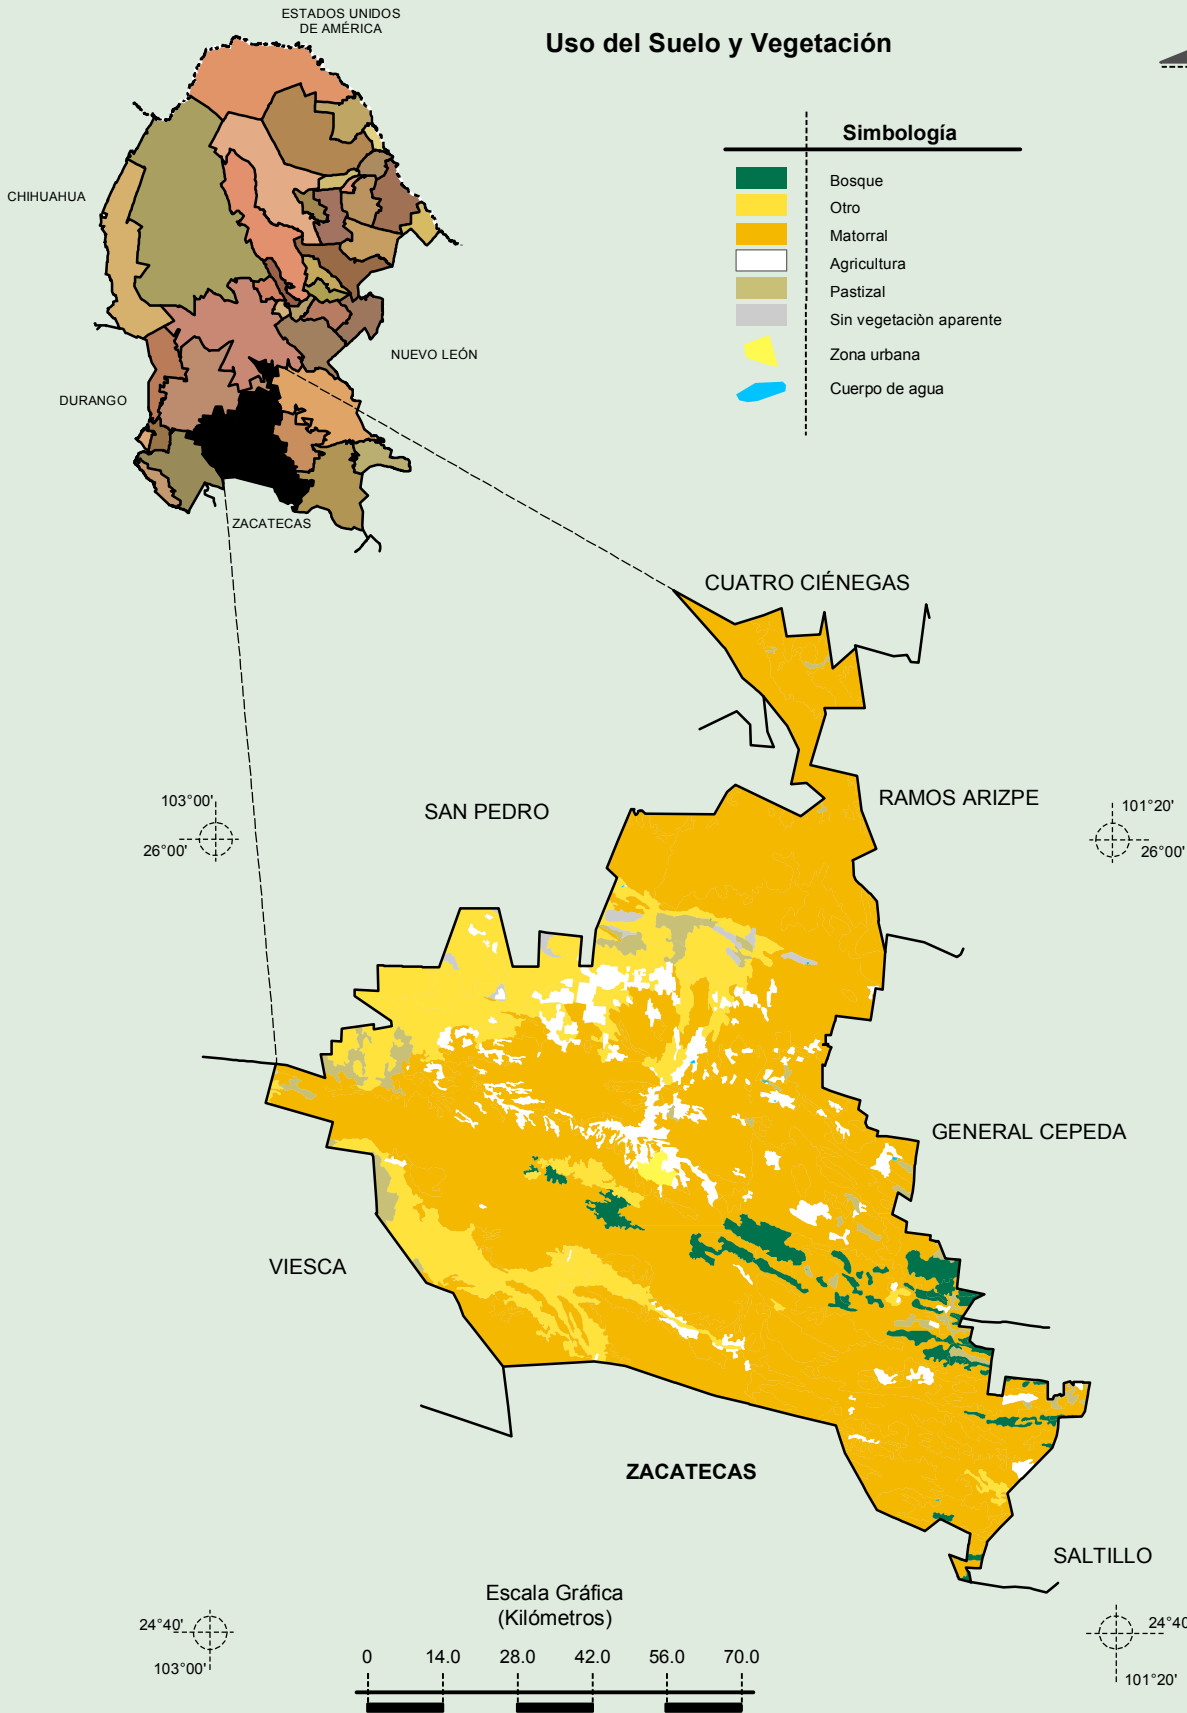 ESTADOS UNIDOS
DE AMÉRICA
Uso del Suelo y Vegetación
Simbología
Bosque
Otro
Matorral
Agricultura
Pastizal
Sin vegetaciòn aparente
Zona urbana
Cuerpo de agua
CHIHUAHUA
NUEVO LEÓN
DURANGO
ZACATECAS
CUATRO CIÉNEGAS
SAN PEDRO
RAMOS ARIZPE
103°00'
26°00'
101°20'
26°00'
GENERAL CEPEDA
VIESCA
ZACATECAS
SALTILLO
Escala Gráfica
(Kilómetros)
24°40'
103°00'
24°40'
101°20'
0 14.0 28.0 42.0 56.0 70.0